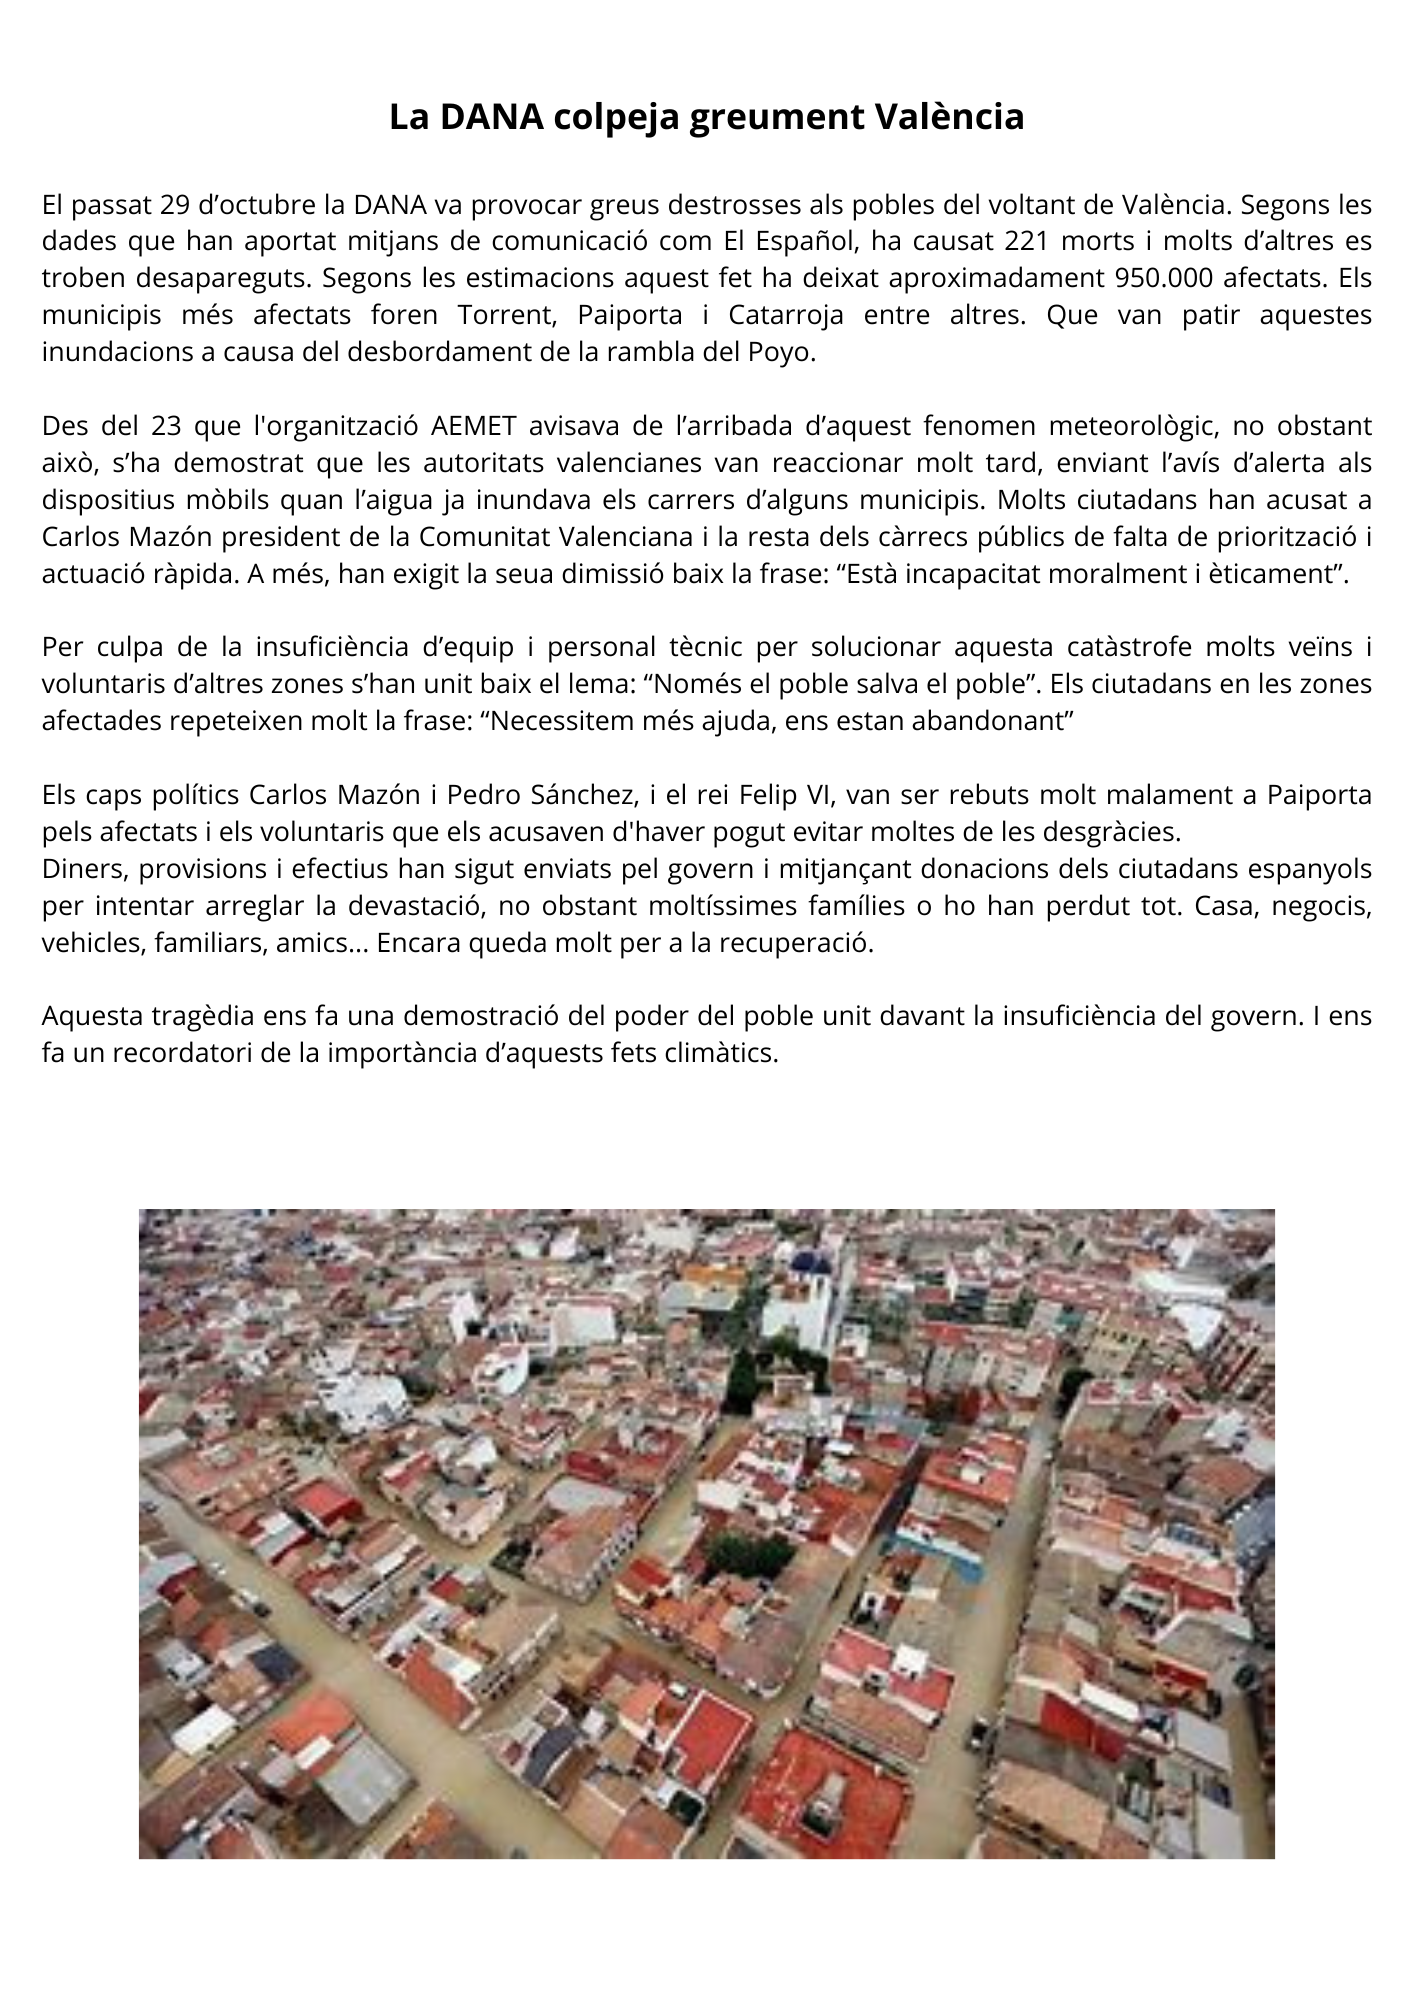 La DANA colpeja greument València
El passat 29 d’octubre la DANA va provocar greus destrosses als pobles del voltant de València. Segons les
dades que han aportat mitjans de comunicació com El Español, ha causat 221 morts i molts d’altres es
troben desapareguts. Segons les estimacions aquest fet ha deixat aproximadament 950.000 afectats. Els
municipis més afectats foren Torrent, Paiporta i Catarroja entre altres. Que van patir aquestes
inundacions a causa del desbordament de la rambla del Poyo.
Des del 23 que l'organització AEMET avisava de l’arribada d’aquest fenomen meteorològic, no obstant
això, s’ha demostrat que les autoritats valencianes van reaccionar molt tard, enviant l’avís d’alerta als
dispositius mòbils quan l’aigua ja inundava els carrers d’alguns municipis. Molts ciutadans han acusat a
Carlos Mazón president de la Comunitat Valenciana i la resta dels càrrecs públics de falta de priorització i
actuació ràpida. A més, han exigit la seua dimissió baix la frase: “Està incapacitat moralment i èticament”.
Per culpa de la insuficiència d’equip i personal tècnic per solucionar aquesta catàstrofe molts veïns i
voluntaris d’altres zones s’han unit baix el lema: “Només el poble salva el poble”. Els ciutadans en les zones
afectades repeteixen molt la frase: “Necessitem més ajuda, ens estan abandonant”
Els caps polítics Carlos Mazón i Pedro Sánchez, i el rei Felip VI, van ser rebuts molt malament a Paiporta
pels afectats i els voluntaris que els acusaven d'haver pogut evitar moltes de les desgràcies.
Diners, provisions i efectius han sigut enviats pel govern i mitjançant donacions dels ciutadans espanyols
per intentar arreglar la devastació, no obstant moltíssimes famílies o ho han perdut tot. Casa, negocis,
vehicles, familiars, amics... Encara queda molt per a la recuperació.
Aquesta tragèdia ens fa una demostració del poder del poble unit davant la insuficiència del govern. I ens
fa un recordatori de la importància d’aquests fets climàtics.